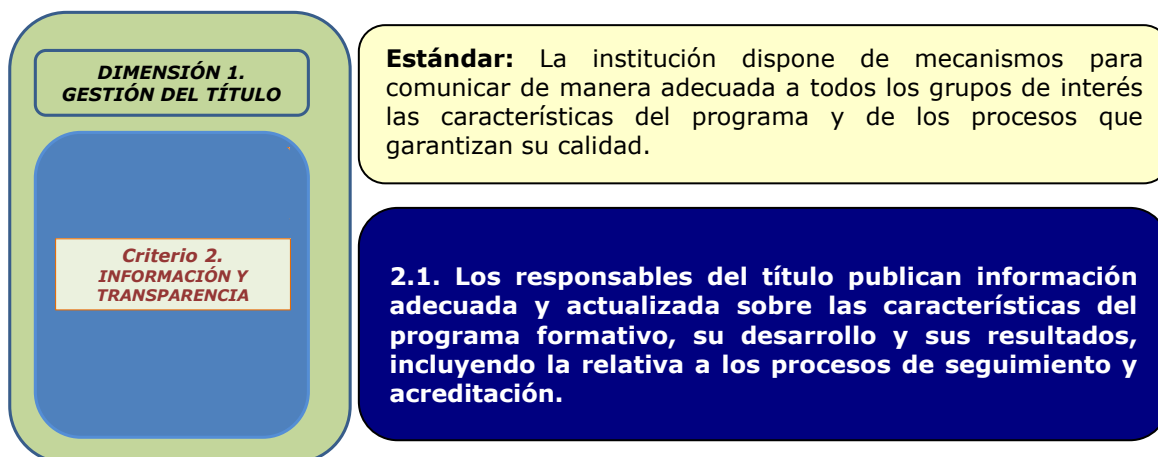 DIMENSIÓN 1.
GESTIÓN DEL TÍTULO
Criterio 2.
INFORMACIÓN Y
TRANSPARENCIA
Estándar: La institución dispone de mecanismos para
comunicar de manera adecuada a todos los grupos de interés
las características del programa y de los procesos que
garantizan su calidad.
2.1. Los responsables del título publican información
adecuada y actualizada sobre las características del
programa formativo, su desarrollo y sus resultados,
incluyendo la relativa a los procesos de seguimiento y
acreditación.